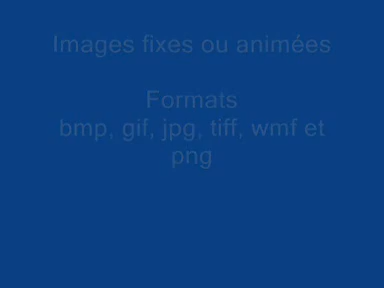 Images fixes ou animées
Formats
bmp, gif, jpg, tiff, wmf et
png